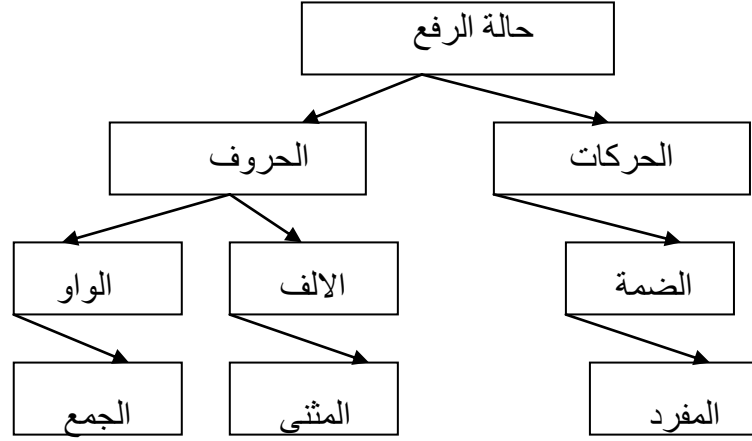 حالة الرفع
الحركات
الحروف
الضمة
الالف
الواو
المفرد
المثنى
الجمع